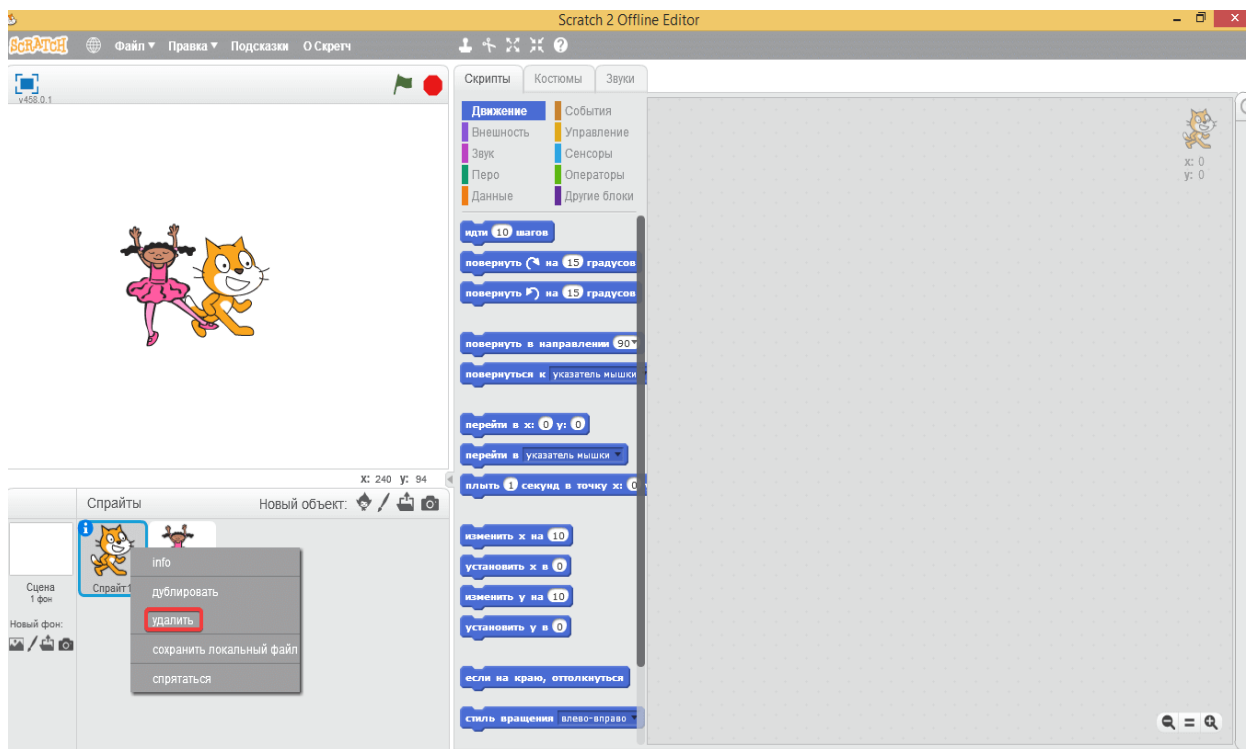 Scratch 2 Offline Editor
SCRATCH Файл Правка Подсказки О Скретч
v458.0.1
Скрипты Костюмы Звуки
Движение События
Внешность Управление
Звук Сенсоры
Перо Операторы
Данные Другие блоки
x: 0
y: 0
идти 10 шагов
повернуть на 15 градусов
повернуть на 15 градусов
повернуть в направлении 90
повернуться к указатель мышки
перейти в x: 0 y: 0
перейти в указатель мышки
плыть 1 секунд в точку x: 0
изменить x на 10
установить x в 0
изменить y на 10
установить y в 0
если на краю, оттолкнуться
стиль вращения влево-вправо
x: 240 y: 94
Спрайты Новый объект:
Сцена
1 фон
Новый фон:
Спрайт1
info
дублировать
удалить
сохранить локальный файл
спрятаться